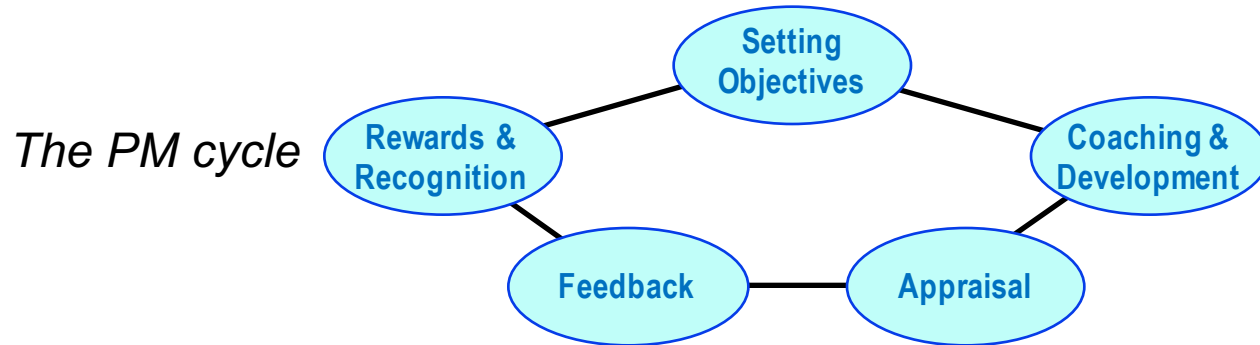 The PM cycle
Setting
Objectives
Coaching &
Development
Appraisal
Feedback
Rewards &
Recognition